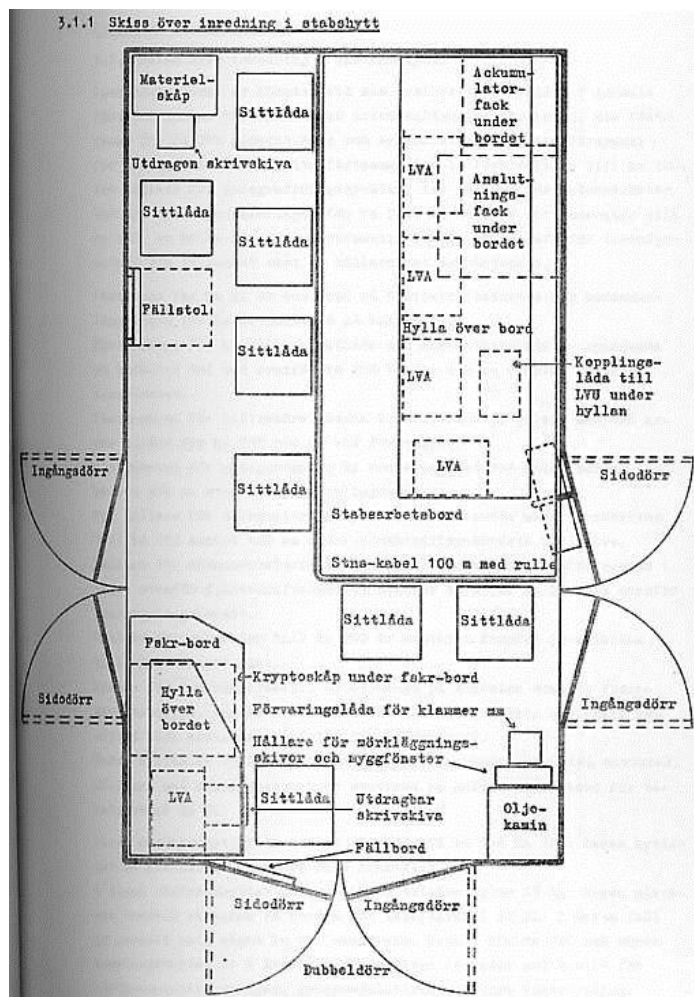 3.1.1 Skiss över inredning i stabshytt
Materiel-
skåp
Sittlåda
Utdragen skrivskiva
Sittlåda
Sittlåda
Fällstol
Sittlåda
Sittlåda
Ackumu-
lator-
fack
under
bordet
LVA
Anslut-
nings-
fack
under
bordet
LVA
Hylla över bord
LVA
Kopplings-
låda till
LVU under
hyllan
LVA
Stabsarbetsbord
Stns-kabel 100 m med rulle
Ingångsdörr
Sidodörr
Sittlåda
Sittlåda
Sidodörr
Ingångsdörr
Fskr-bord
Hylla
över
bordet
Kryptoskåp under fskr-bord
Förvaringslåda för klammer mm
Hållare för mörkläggnings-
skivor och myggfönster
LVA
Sittlåda
Utdragbar
skrivskiva
Olje-
kamin
Fällbord
Sidodörr
Ingångsdörr
Dubbeldörr